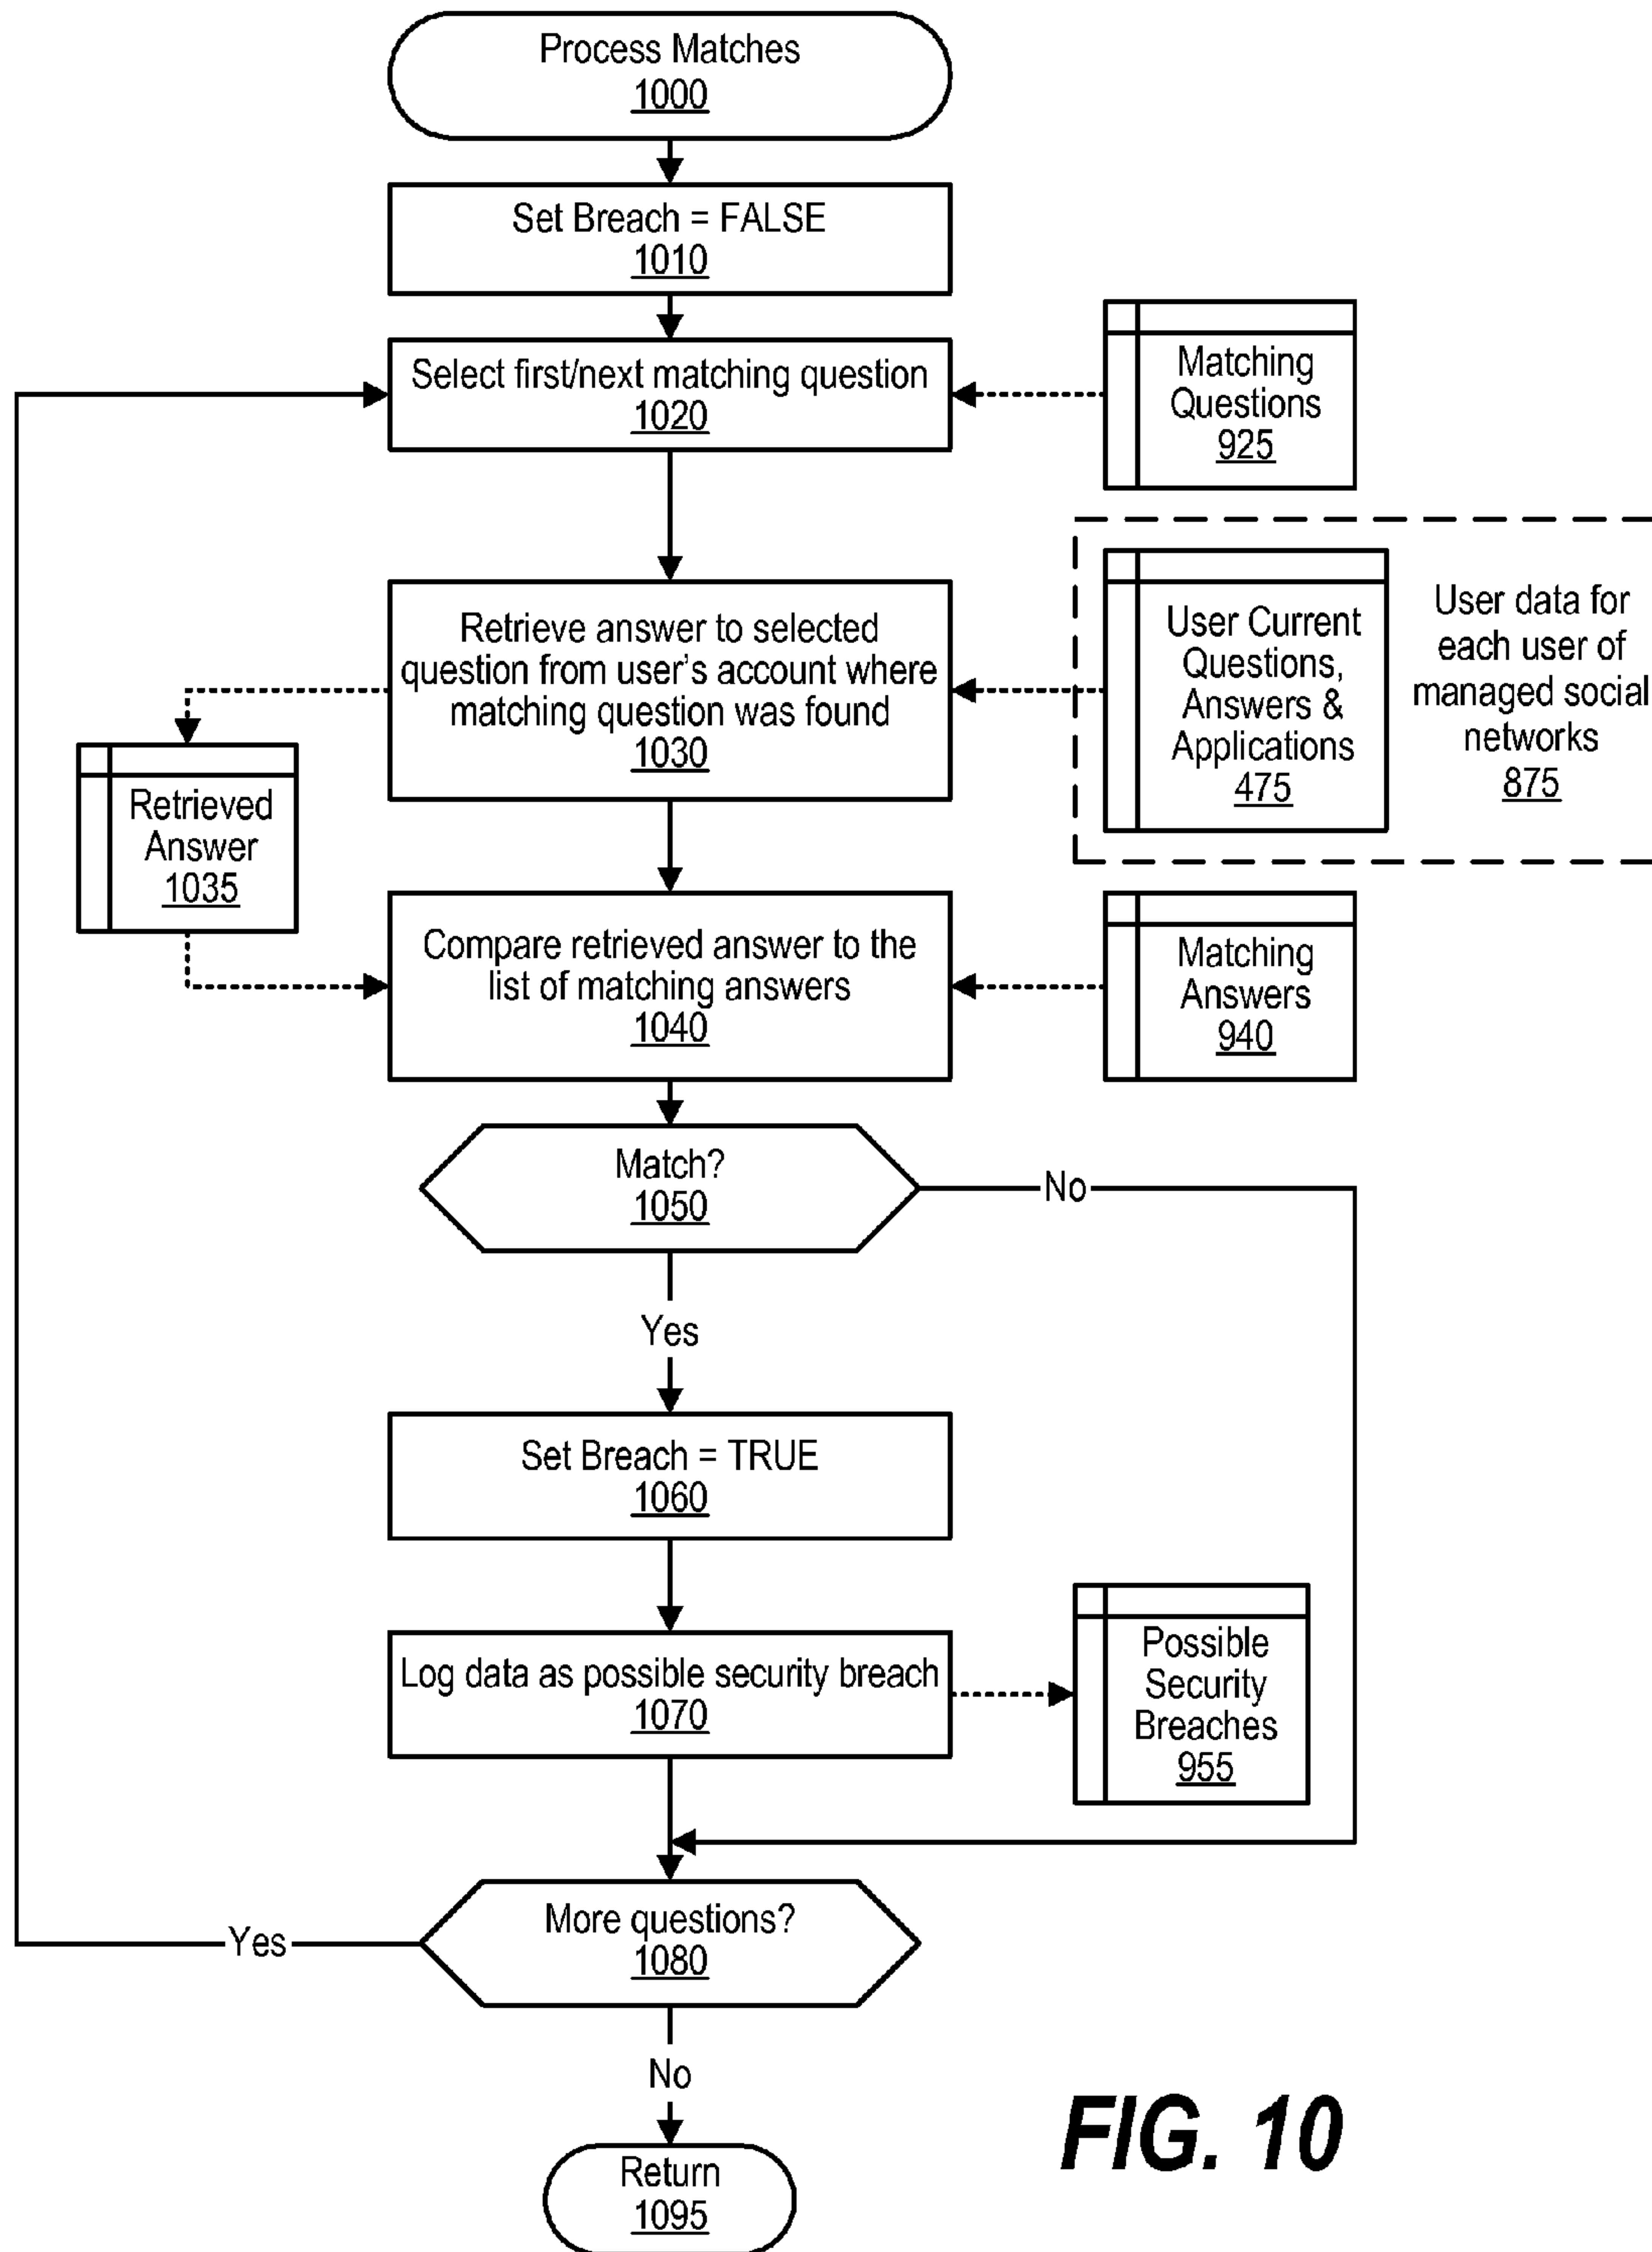 Process Matches
1000
Set Breach = FALSE
1010
Select first/next matching question
1020
Matching
Questions
925
Retrieve answer to selected
question from user's account where
matching question was found
1030
User Current
Questions,
Answers &
Applications
475
User data for
each user of
managed social
networks
875
Retrieved
Answer
1035
Compare retrieved answer to the
list of matching answers
1040
Matching
Answers
940
Match?
1050
No
Yes
Set Breach = TRUE
1060
Log data as possible security breach
1070
Possible
Security
Breaches
955
More questions?
1080
Yes
No
Return
1095
FIG. 10